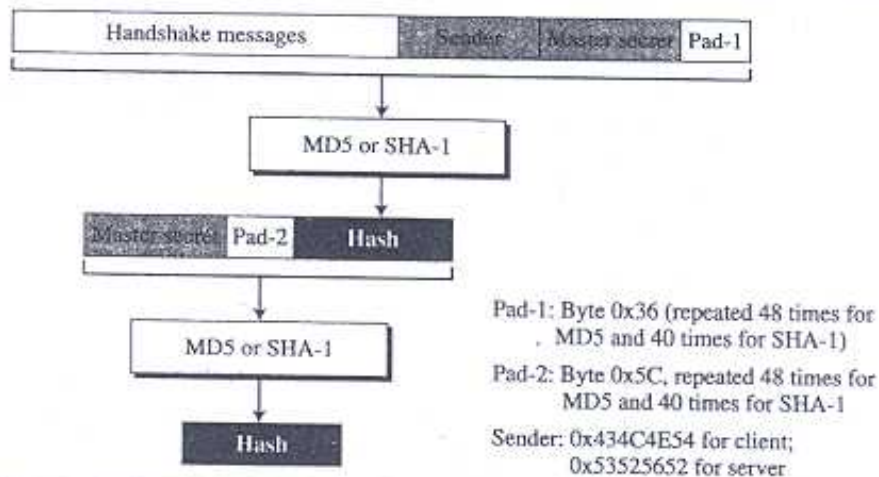 Handshake messages Sender Master secret Pad-1
MD5 or SHA-1
Master secret Pad-2 Hash
MD5 or SHA-1
Hash
Pad-1: Byte 0x36 (repeated 48 times for
. MD5 and 40 times for SHA-1)
Pad-2: Byte 0x5C, repeated 48 times for
MD5 and 40 times for SHA-1
Sender: 0x434C4E54 for client;
0x53525652 for server